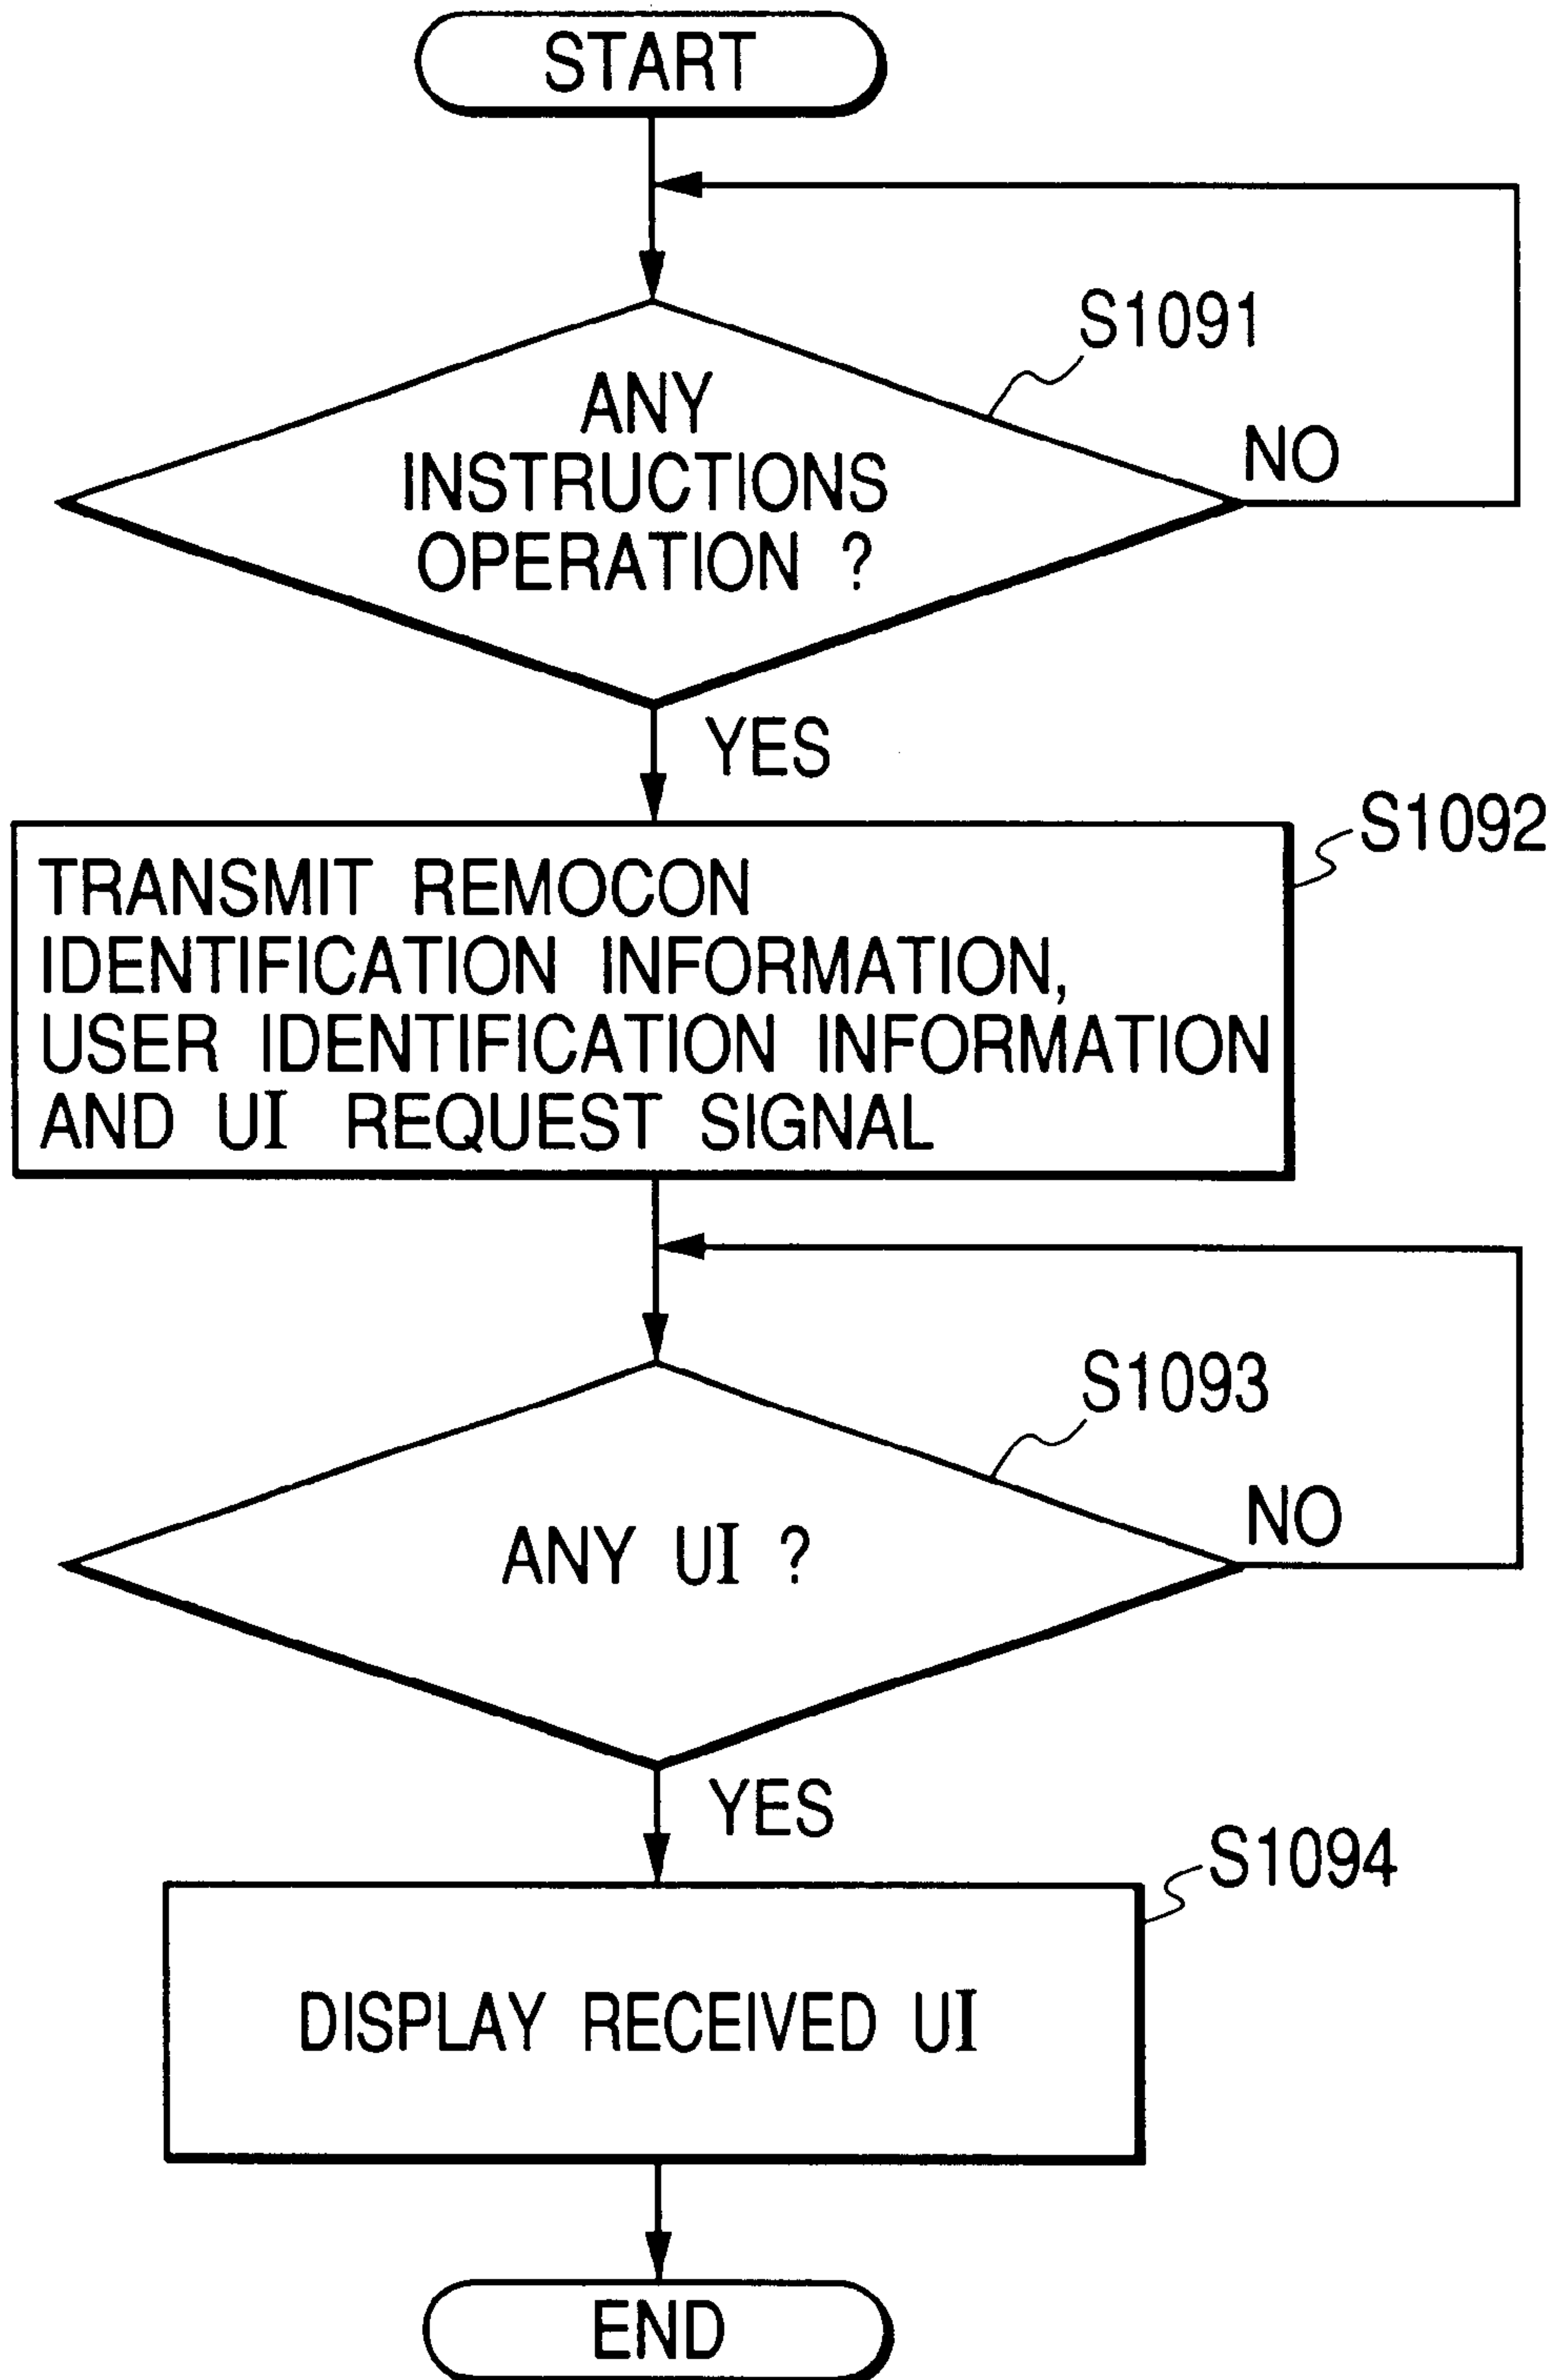 START
S1091
ANY
INSTRUCTIONS
OPERATION ?
NO
YES
S1092
TRANSMIT REMOCON
IDENTIFICATION INFORMATION,
USER IDENTIFICATION INFORMATION
AND UI REQUEST SIGNAL
S1093
ANY UI ?
NO
YES
S1094
DISPLAY RECEIVED UI
END